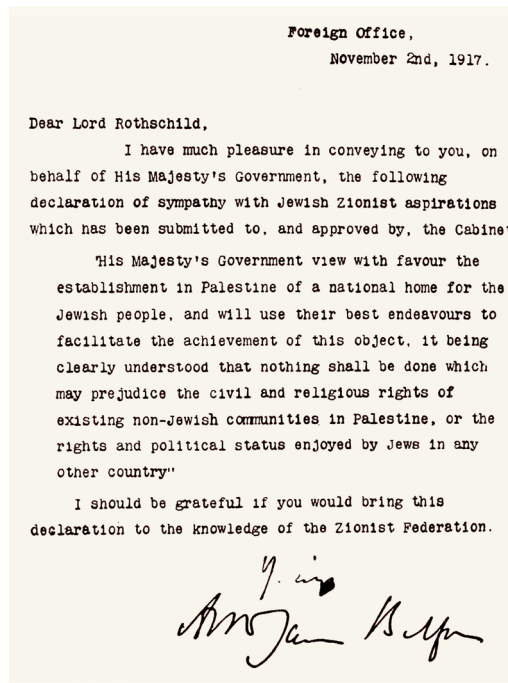 Foreign Office,
November 2nd, 1917.
Dear Lord Rothschild,
I have much pleasure in conveying to you, on
behalf of His Majesty's Government, the following
declaration of sympathy with Jewish Zionist aspirations
which has been submitted to, and approved by, the Cabine
"His Majesty's Government view with favour the
establishment in Palestine of a national home for the
Jewish people, and will use their best endeavours to
facilitate the achievement of this object, it being
clearly understood that nothing shall be done which
may prejudice the civil and religious rights of
existing non-Jewish communities in Palestine, or the
rights and political status enjoyed by Jews in any
other country"
I should be grateful if you would bring this
declaration to the knowledge of the Zionist Federation.
Arthur James Balfour